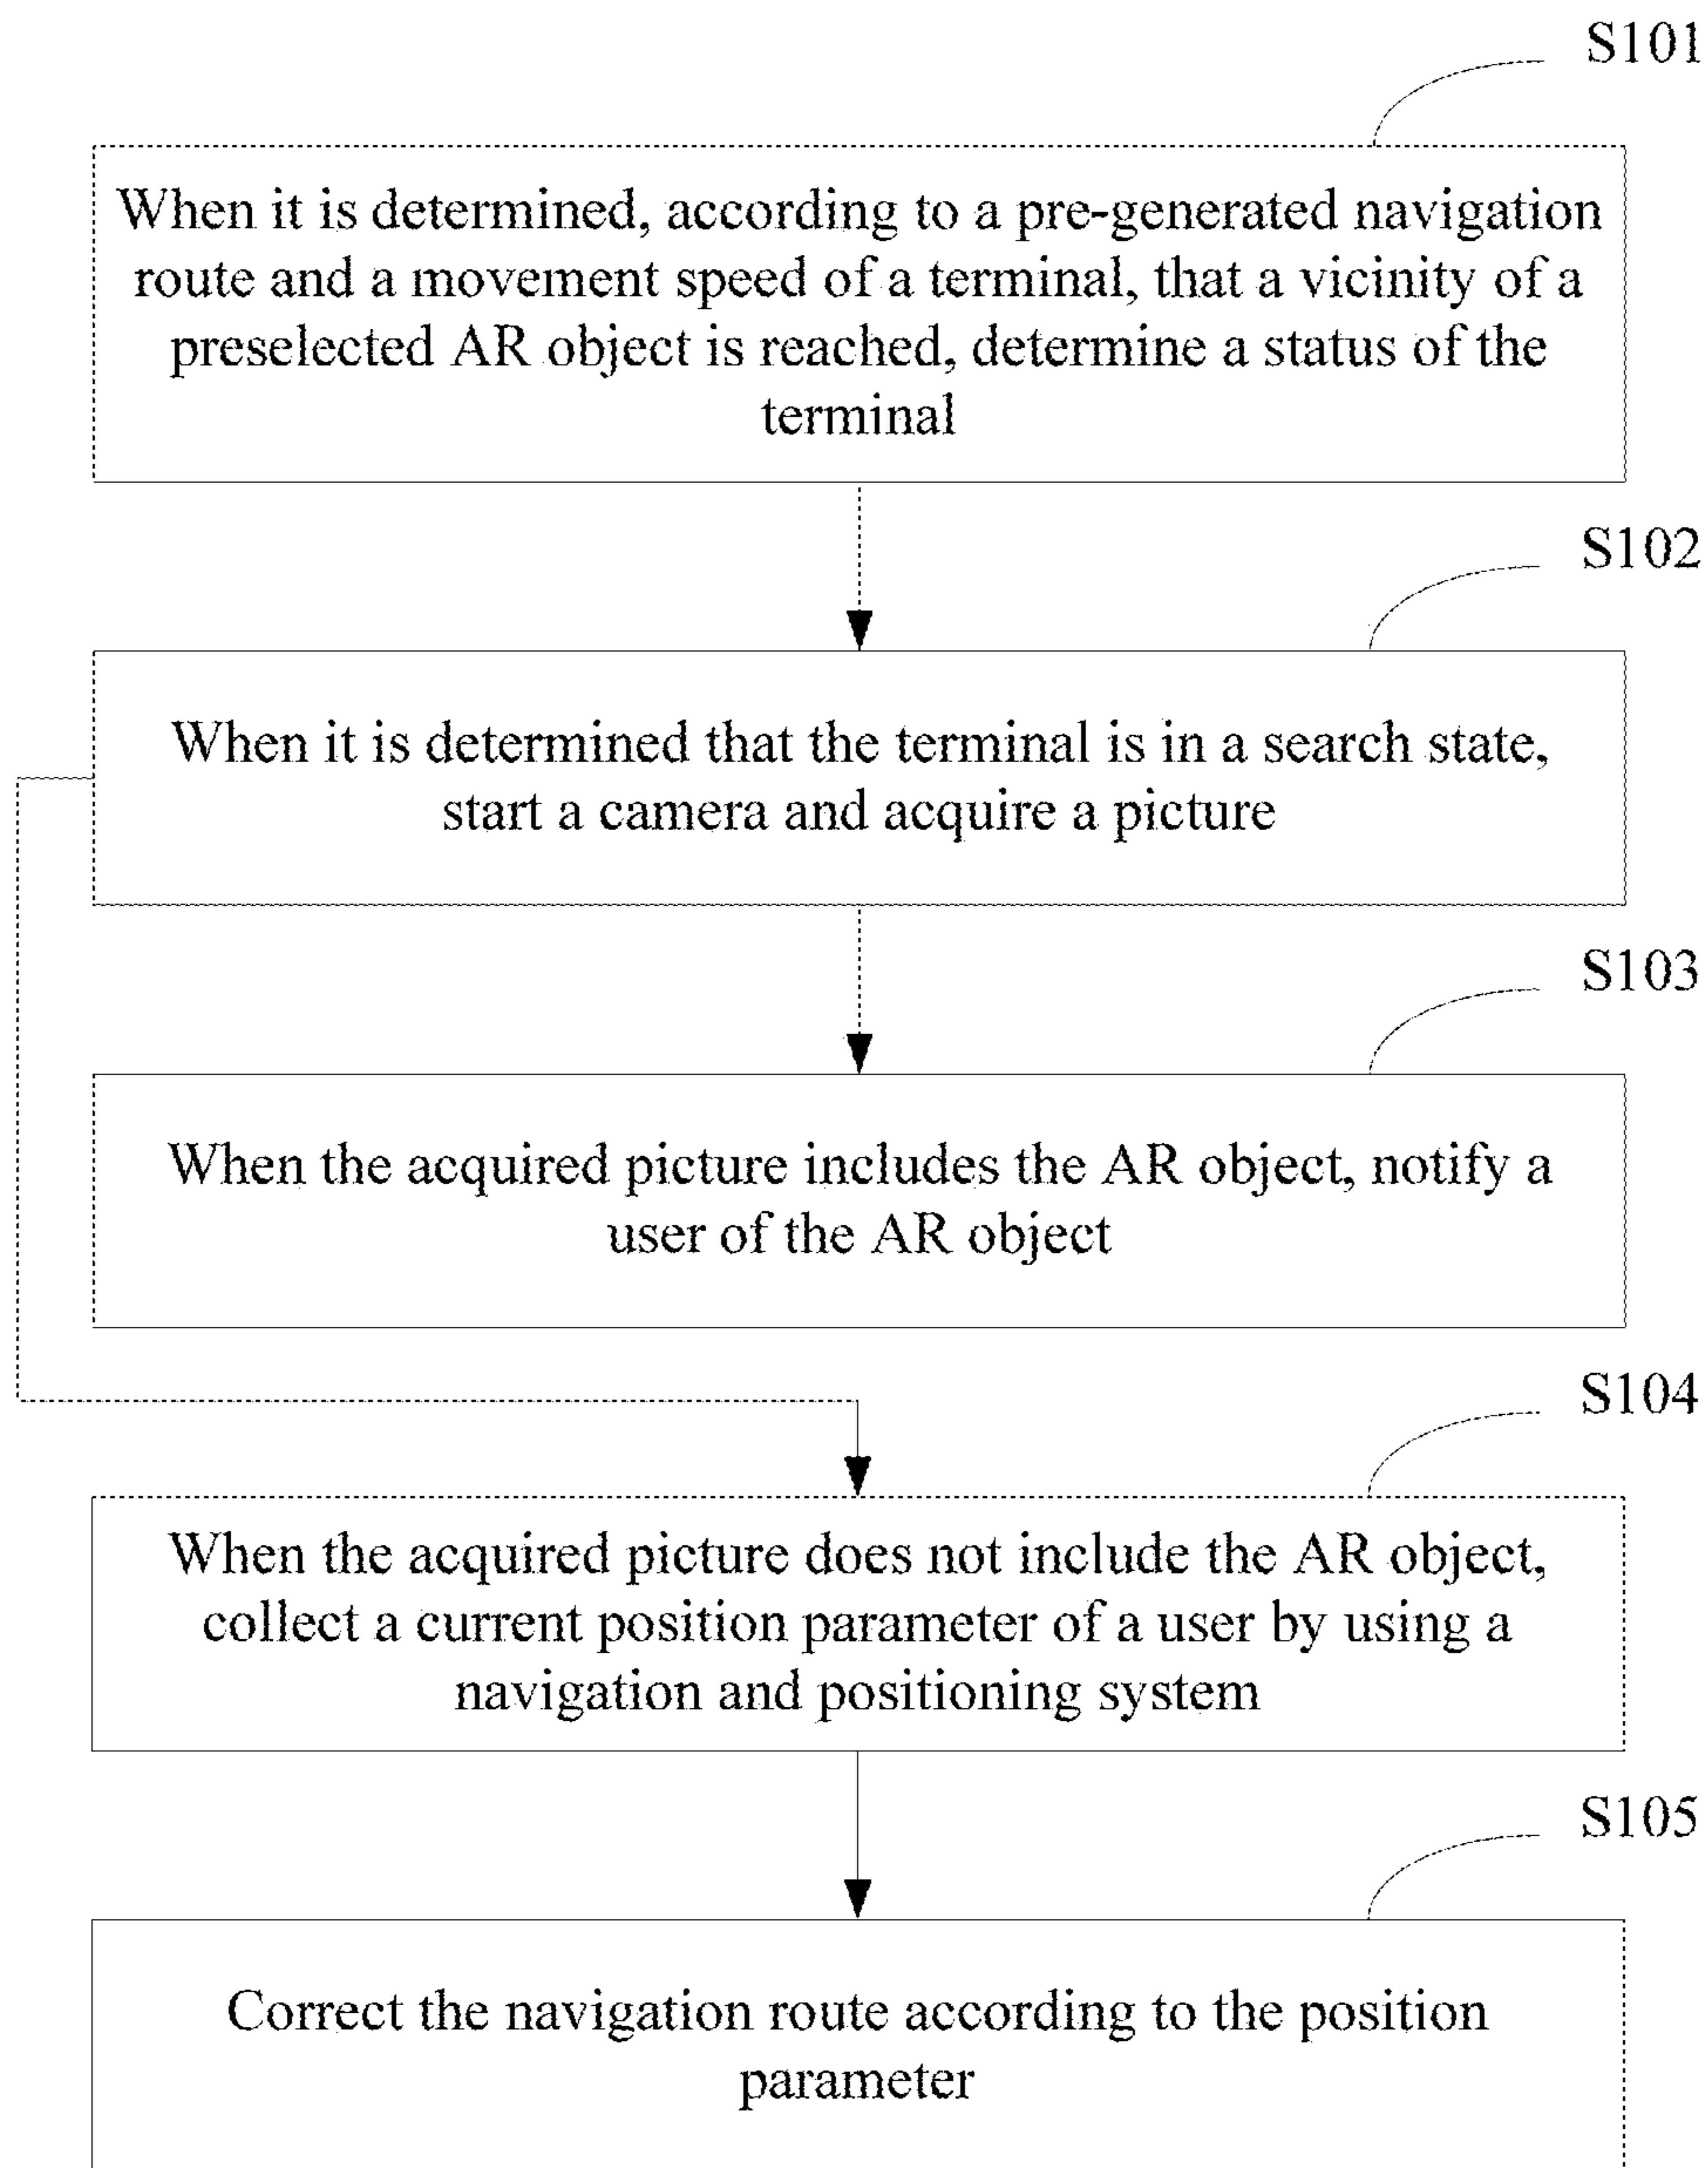 S101
When it is determined, according to a pre-generated navigation
route and a movement speed of a terminal, that a vicinity of a
preselected AR object is reached, determine a status of the
terminal
S102
When it is determined that the terminal is in a search state,
start a camera and acquire a picture
S103
When the acquired picture includes the AR object, notify a
user of the AR object
S104
When the acquired picture does not include the AR object,
collect a current position parameter of a user by using a
navigation and positioning system
S105
Correct the navigation route according to the position
parameter